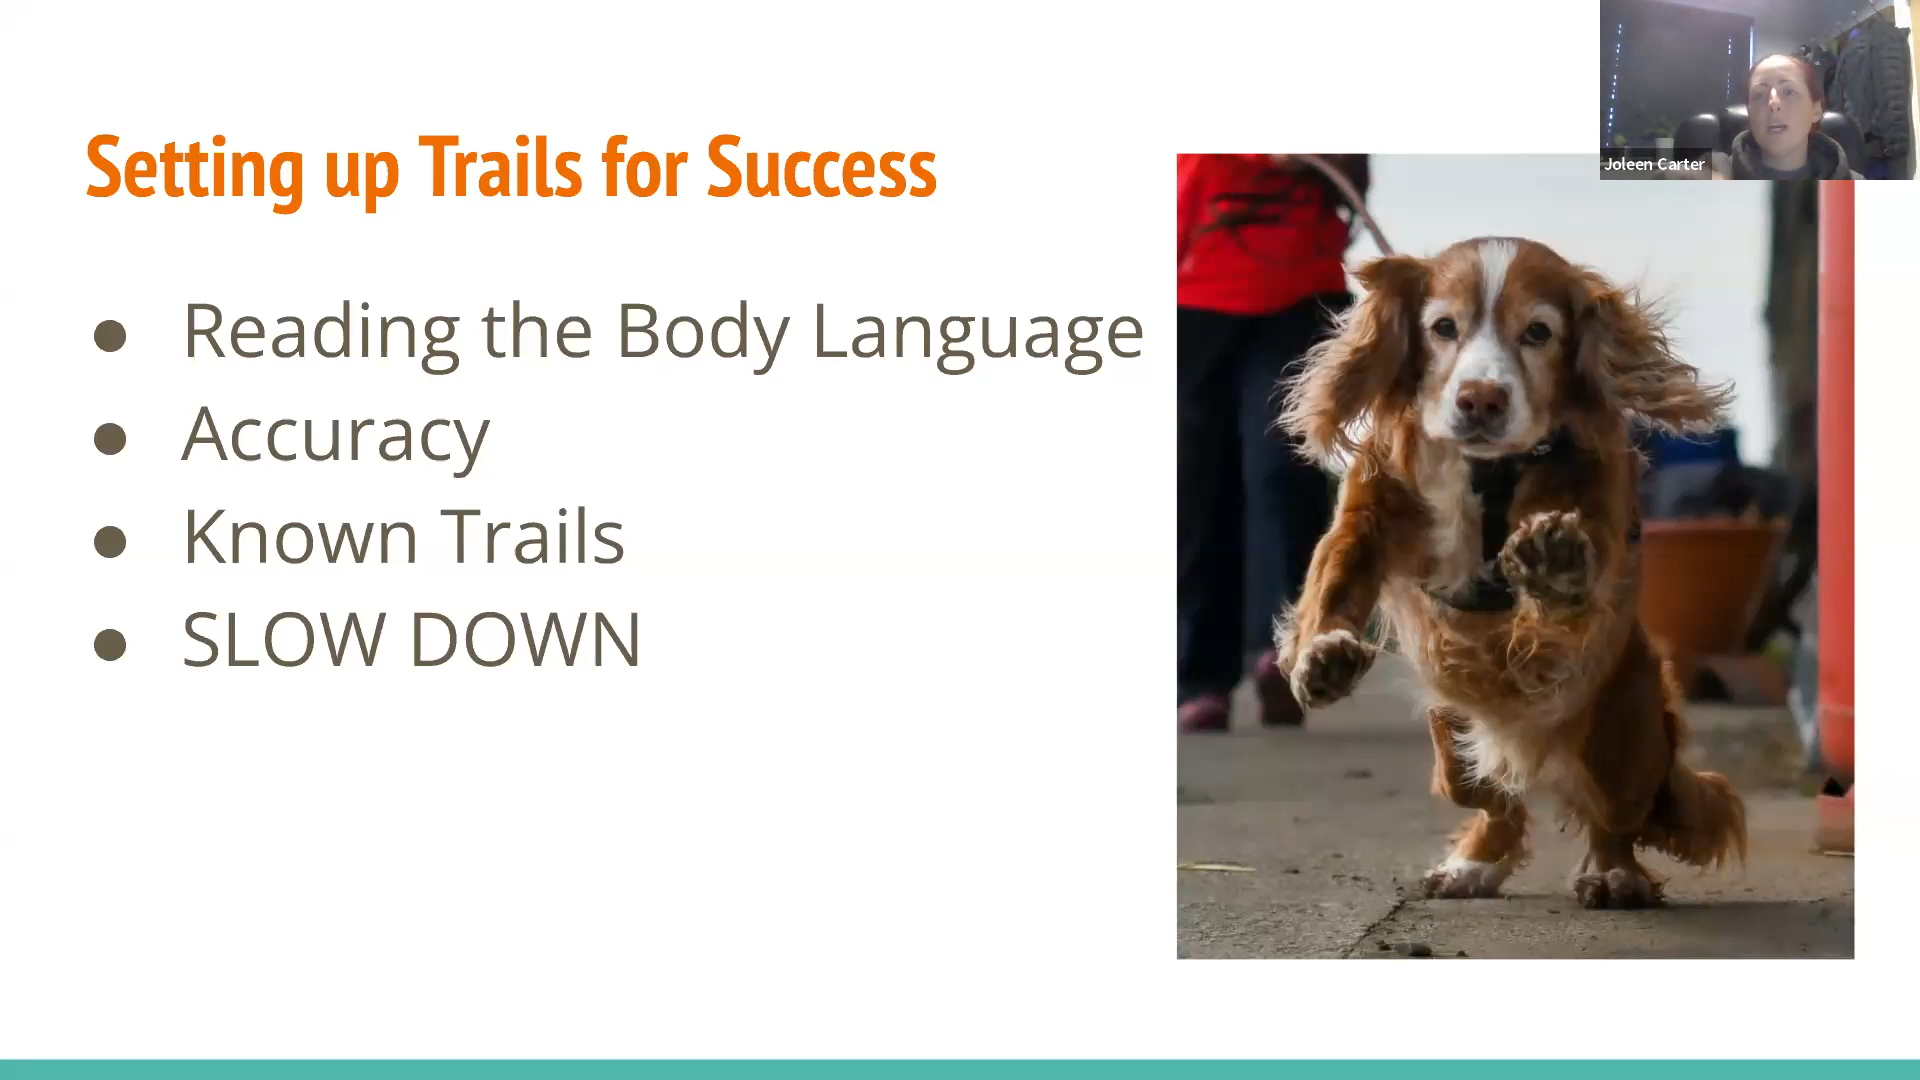 Joleen Carter
Setting up Trails for Success
● Reading the Body Language
● Accuracy
● Known Trails
● SLOW DOWN